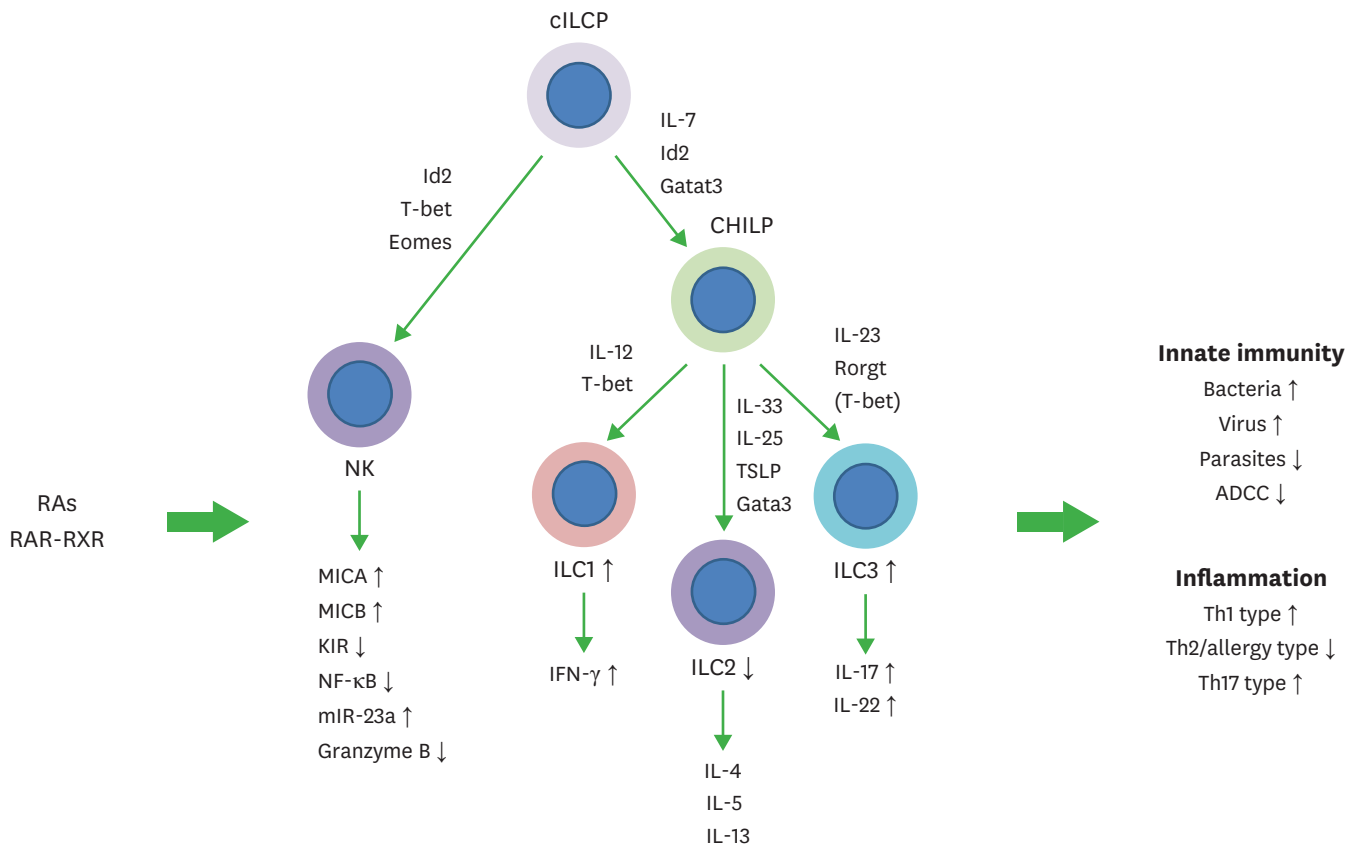 cILCP
IL-7
Id2
Gatat3
Id2
T-bet
Eomes
CHILP
IL-12
T-bet
IL-33
IL-25
TSLP
Gata3
IL-23
Rorgt
(T-bet)
NK
MICA ↑
MICB ↑
KIR ↓
NF-κB ↓
mIR-23a ↑
Granzyme B ↓
ILC1 ↑
IFN-γ ↑
ILC2 ↓
IL-4
IL-5
IL-13
ILC3 ↑
IL-17 ↑
IL-22 ↑
RAs
RAR-RXR
Innate immunity
Bacteria ↑
Virus ↑
Parasites ↓
ADCC ↓
Inflammation
Th1 type ↑
Th2/allergy type ↓
Th17 type ↑